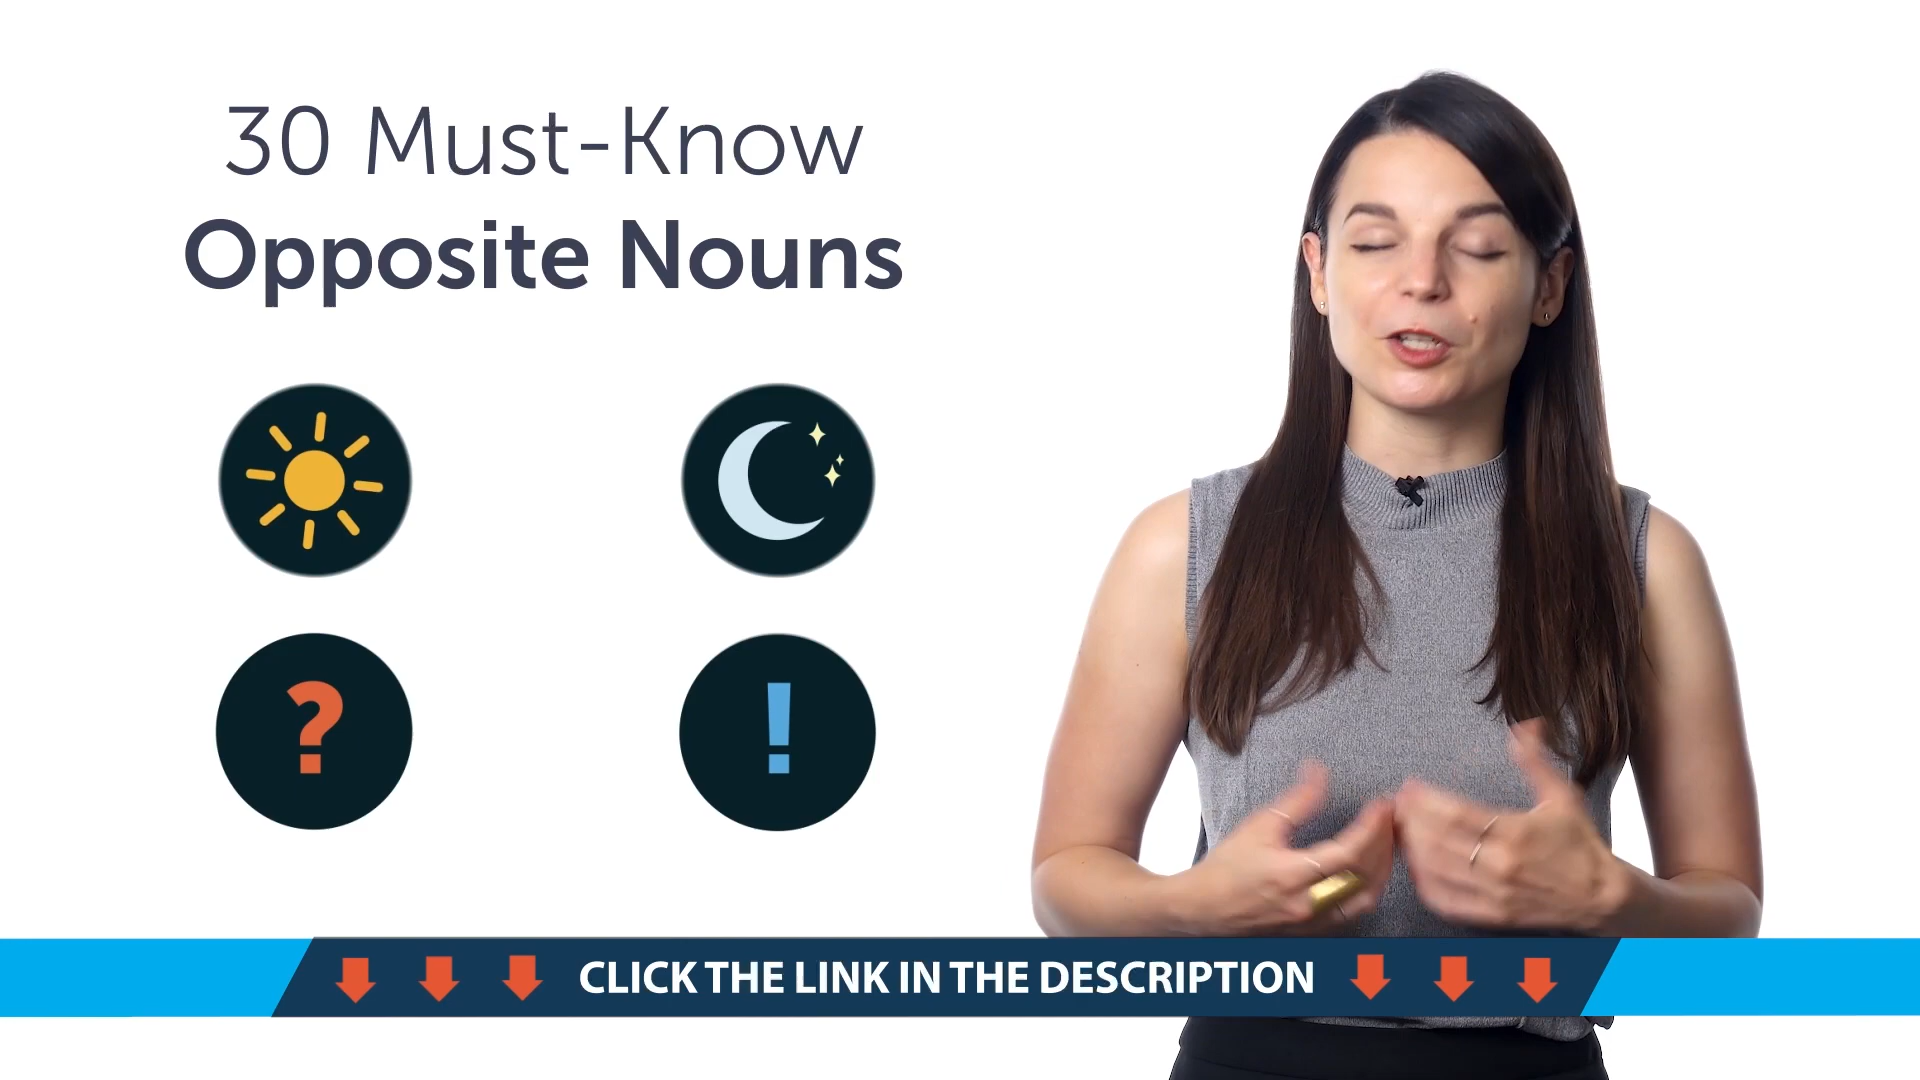 30 Must-Know
Opposite Nouns
?
!
CLICK THE LINK IN THE DESCRIPTION